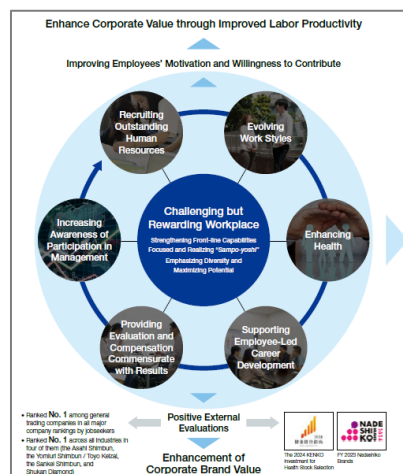 Enhance Corporate Value through Improved Labor Productivity
Improving Employees' Motivation and Willingness to Contribute
Recruiting
Outstanding
Human
Resources
Evolving
Work Styles
Increasing
Awareness of
Participation in
Management
Challenging but
Rewarding Workplace
Strengthening Front-line Capabilities
Focused and Realizing "Sampo-yoshi"
Emphasizing Diversity and
Maximizing Potential
Enhancing
Health
Providing
Evaluation and
Compensation
Commensurate
with Results
Supporting
Employee-Led
Career
Development
• Ranked No. 1 among general
trading companies in all major
company rankings by jobseekers
• Ranked No. 1 across all industries in
four of them (the Asahi Shimbun,
the Yomiuri Shimbun / Toyo Keizai,
the Sankei Shimbun, and
Shukan Diamond)
Positive External
Evaluations
NADE
SHI
KO
The 2024 KENKO
Investment for
Health Stock Selection
FY 2023 Nadeshiko
Brands
Enhancement of
Corporate Brand Value